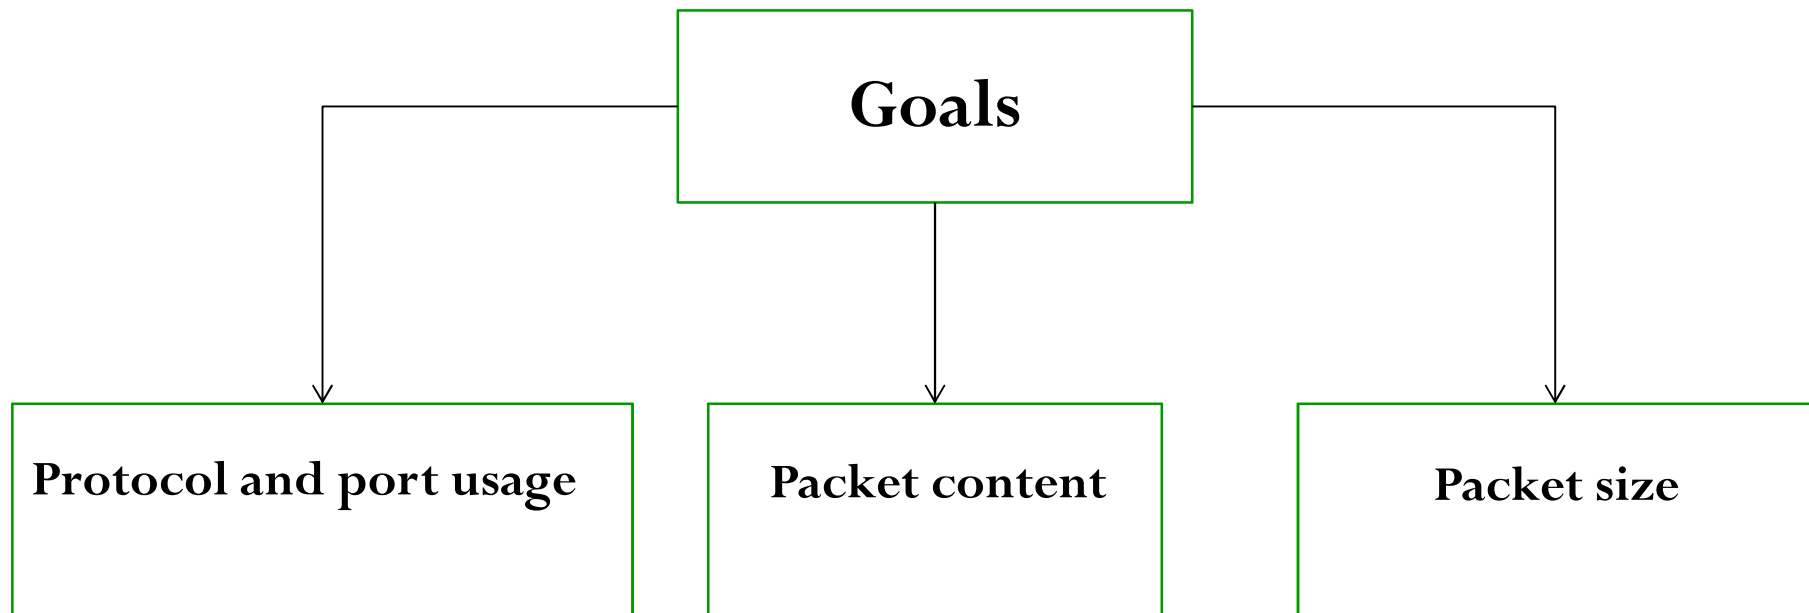 Goals
Protocol and port usage
Packet content
Packet size